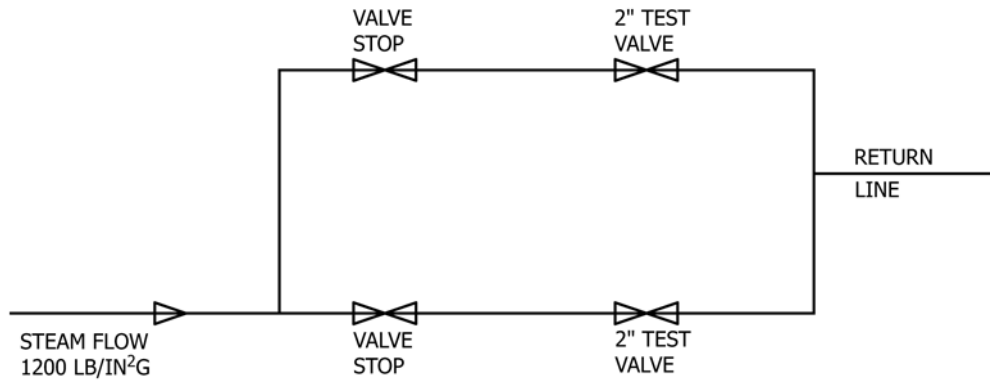 VALVE
STOP
2" TEST
VALVE
RETURN
LINE
STEAM FLOW
1200 LB/IN²G
VALVE
STOP
2" TEST
VALVE